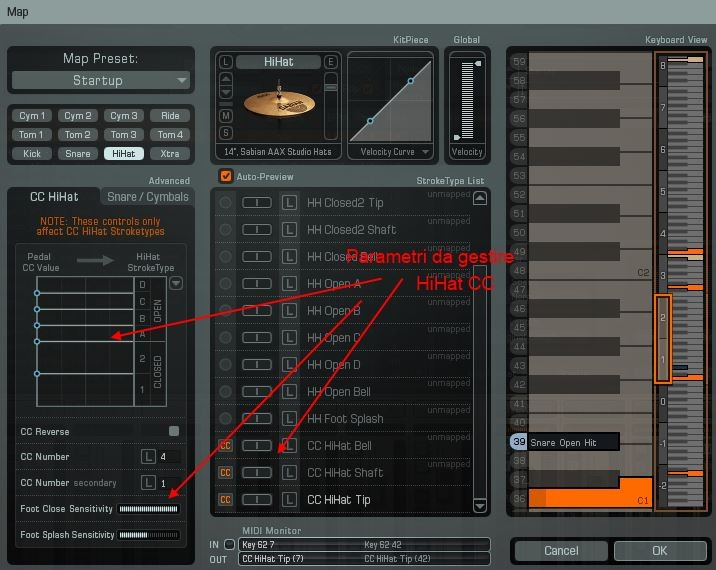 Map
Map Preset:
Startup
Cym 1 Cym 2 Cym 3 Ride
Tom 1 Tom 2 Tom 3 Tom 4
Kick Snare HiHat Xtra
Advanced
CC HiHat Snare / Cymbals
NOTE: These controls only
affect CC HiHat Stroketypes
Pedal
CC Value
HiHat
StrokeType
D
C
B
A
OPEN
2
1
CLOSED
CC Reverse
CC Number L 4
CC Number secondary L 1
Foot Close Sensitivity
Foot Splash Sensitivity
KitPiece
L HiHat E
M
S
14", Sabian AAX Studio Hats
Velocity Curve
Global
Velocity
Auto-Preview
StrokeType List
L HH Closed2 Tip unmapped
L HH Closed2 Shaft unmapped
L HH Closed unmapped
Parametri da gestire
HiHat CC
L HH Open A
L HH Open B unmapped
L HH Open C unmapped
L HH Open D unmapped
L HH Open Bell unmapped
L HH Foot Splash unmapped
CC L CC HiHat Bell unmapped
CC L CC HiHat Shaft unmapped
CC L CC HiHat Tip
MIDI Monitor
IN Key 62 7 Key 62 42
OUT CC HiHat Tip (7) CC HiHat Tip (42)
Keyboard View
59
58
57
56
55
54
53
52
51
50
49
48
47
46
45
44
43
42
41
40
39 Snare Open Hit
38
37
36
C2
C1
8
7
6
5
4
3
2
1
0
-1
-2
Cancel OK